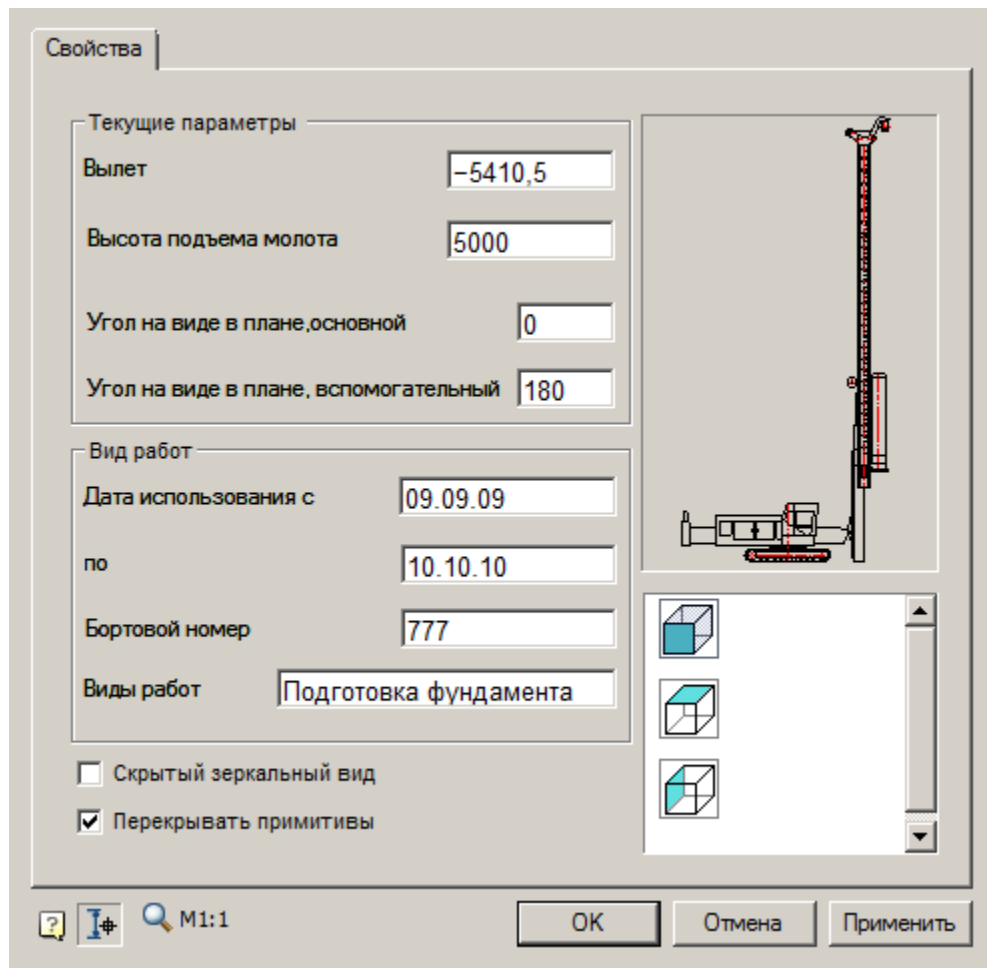 Свойства
Текущие параметры
Вылет −5410,5
Высота подъема молота 5000
Угол на виде в плане,основной 0
Угол на виде в плане, вспомогательный 180
Вид работ
Дата использования с 09.09.09
по 10.10.10
Бортовой номер 777
Виды работ Подготовка фундамента
Скрытый зеркальный вид
Перекрывать примитивы
? M1:1 OK Отмена Применить